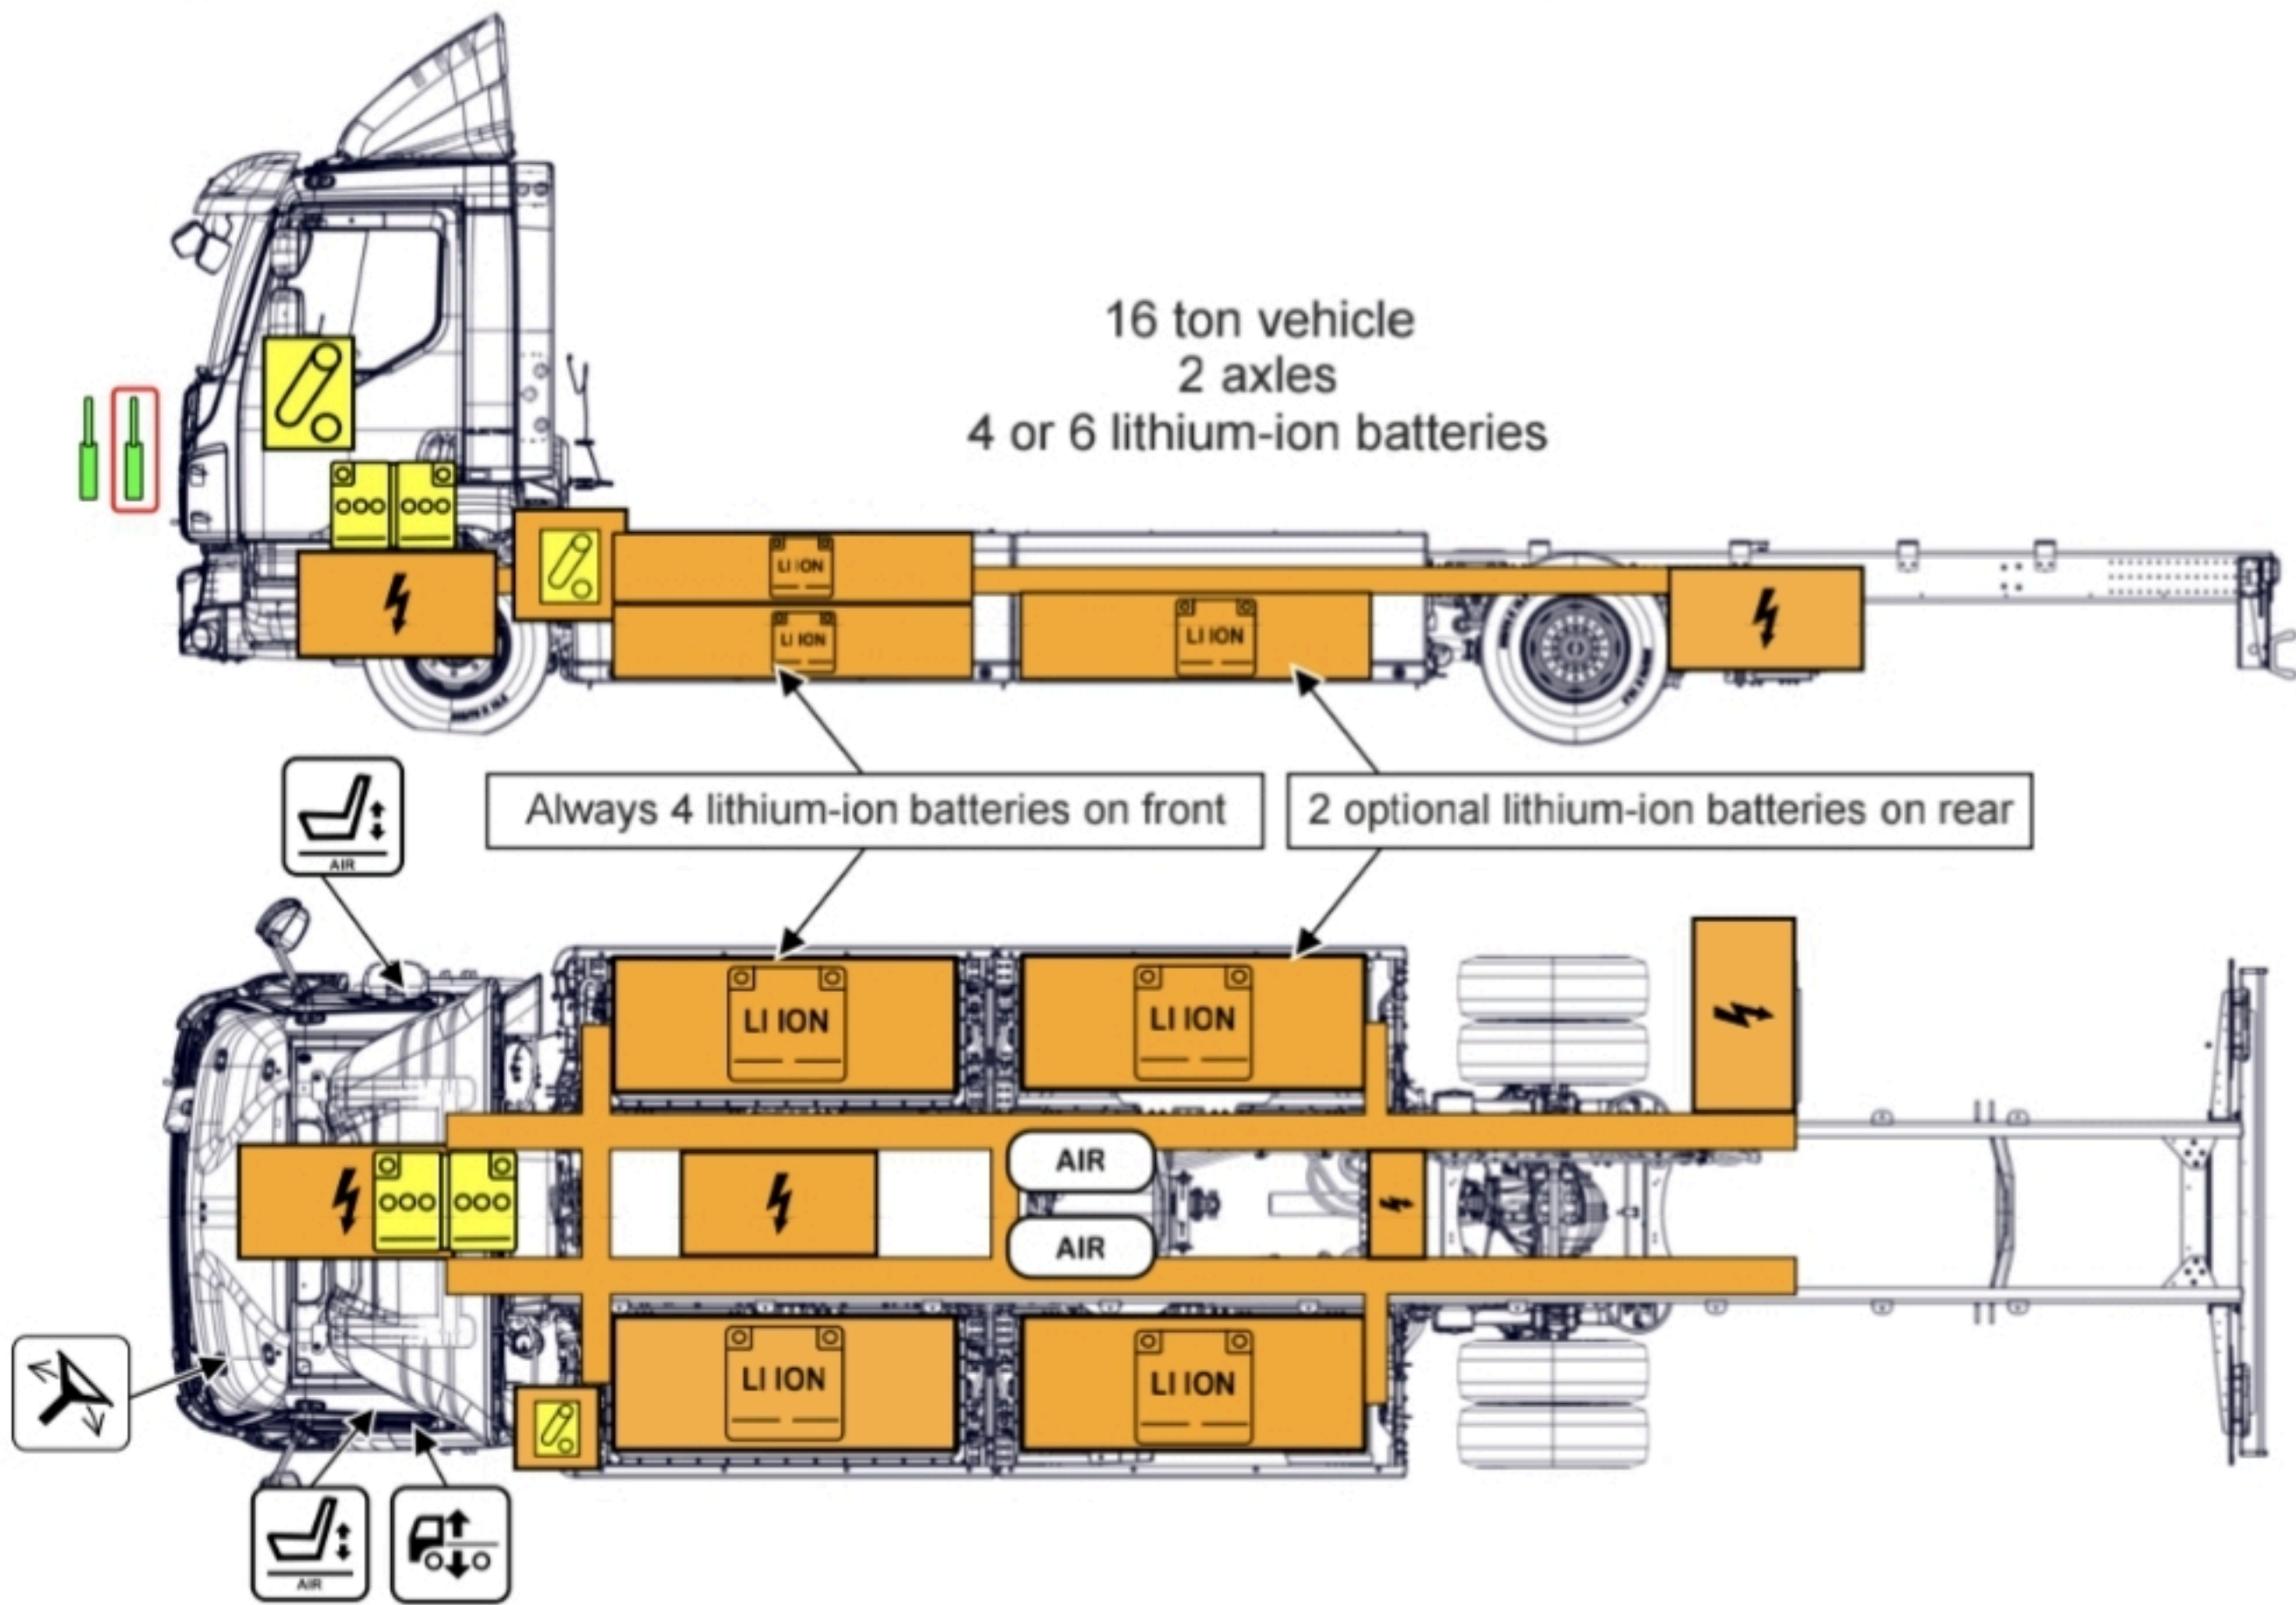 16 ton vehicle
2 axles
4 or 6 lithium-ion batteries
LI ION
LI ION
LI ION
Always 4 lithium-ion batteries on front
2 optional lithium-ion batteries on rear
AIR
LI ION
LI ION
AIR
AIR
LI ION
LI ION
AIR